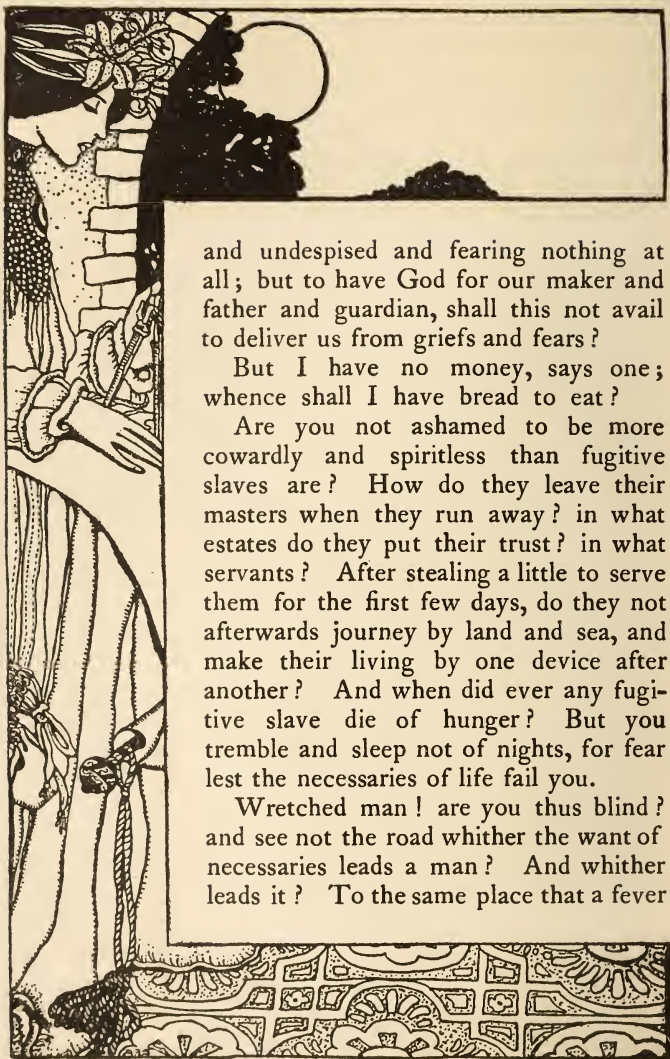 and undespised and fearing nothing at
all ; but to have God for our maker and
father and guardian, shall this not avail
to deliver us from griefs and fears ?
But I have no money, says one ;
whence shall I have bread to eat ?
Are you not ashamed to be more
cowardly and spiritless than fugitive
slaves are ? How do they leave their
masters when they run away ? in what
estates do they put their trust ? in what
servants ? After stealing a little to serve
them for the first few days, do they not
afterwards journey by land and sea, and
make their living by one device after
another ? And when did ever any fugi-
tive slave die of hunger ? But you
tremble and sleep not of nights, for fear
lest the necessaries of life fail you.
Wretched man ! are you thus blind ?
and see not the road whither the want of
necessaries leads a man ? And whither
leads it ? To the same place that a fever